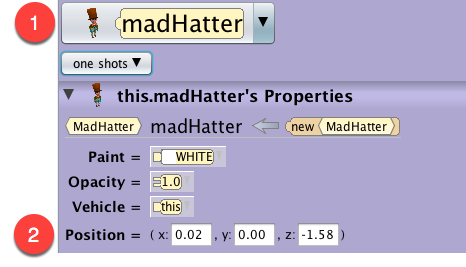 1 madHatter
one shots
this.madHatter's Properties
MadHatter madHatter new MadHatter
Paint = WHITE
Opacity = 1.0
Vehicle = this
2 Position = ( x: 0.02 , y: 0.00 , z: -1.58 )